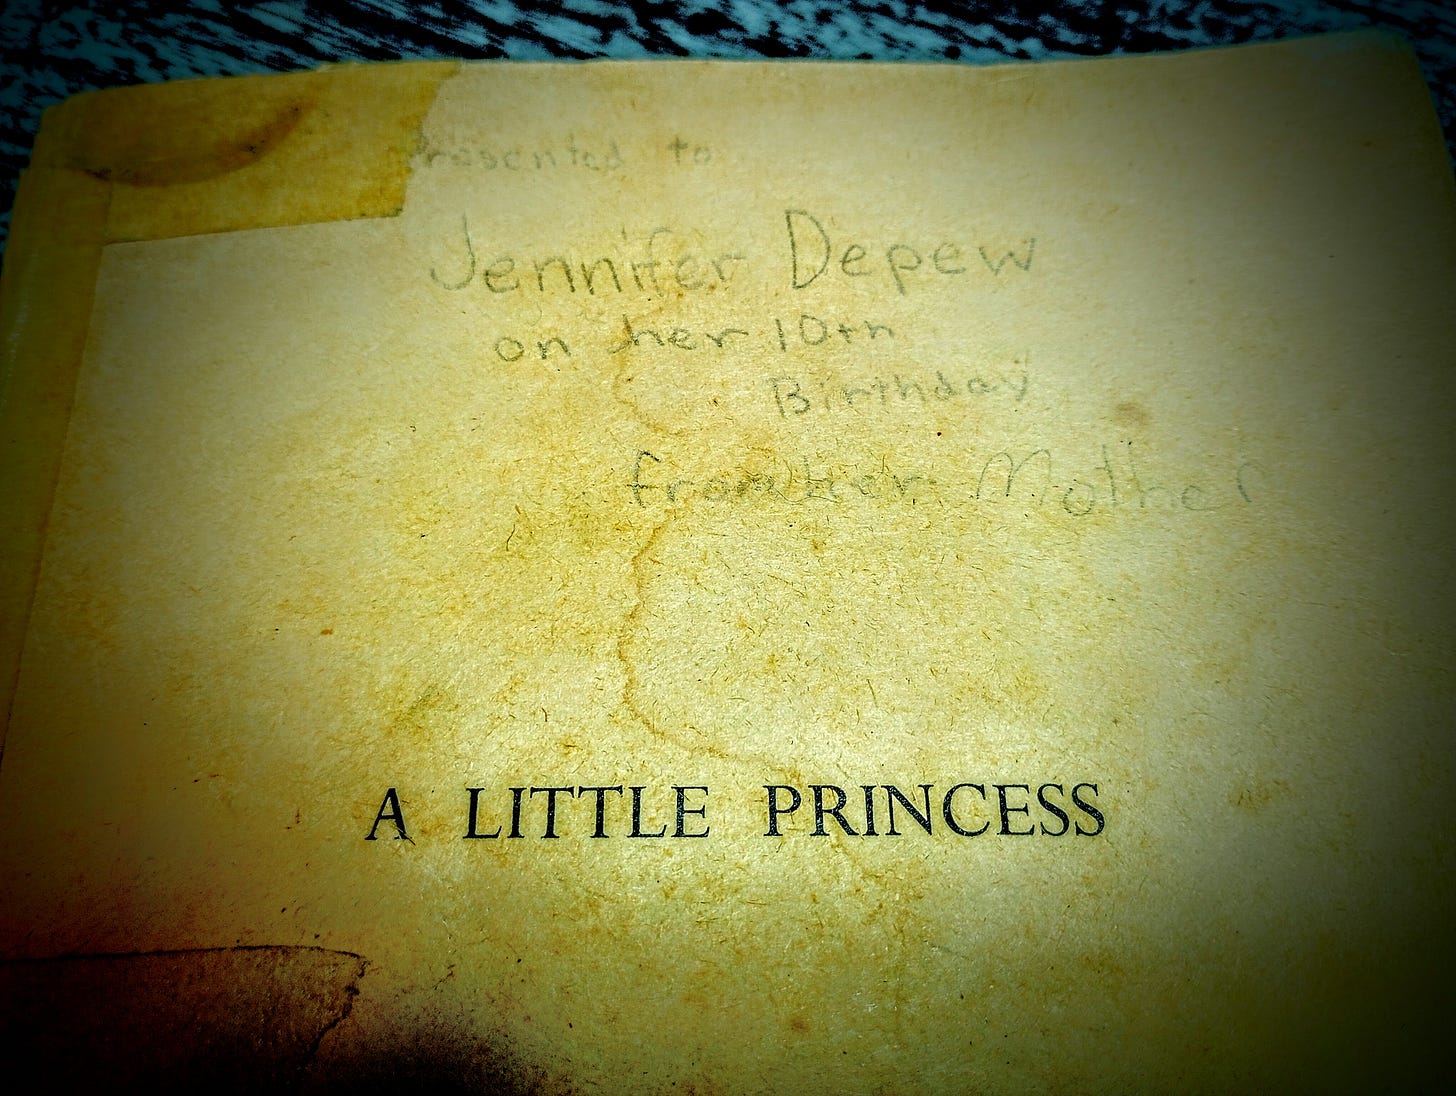 Presented to
Jennifer Depew
on her 10th
Birthday
from her Mother
A LITTLE PRINCESS